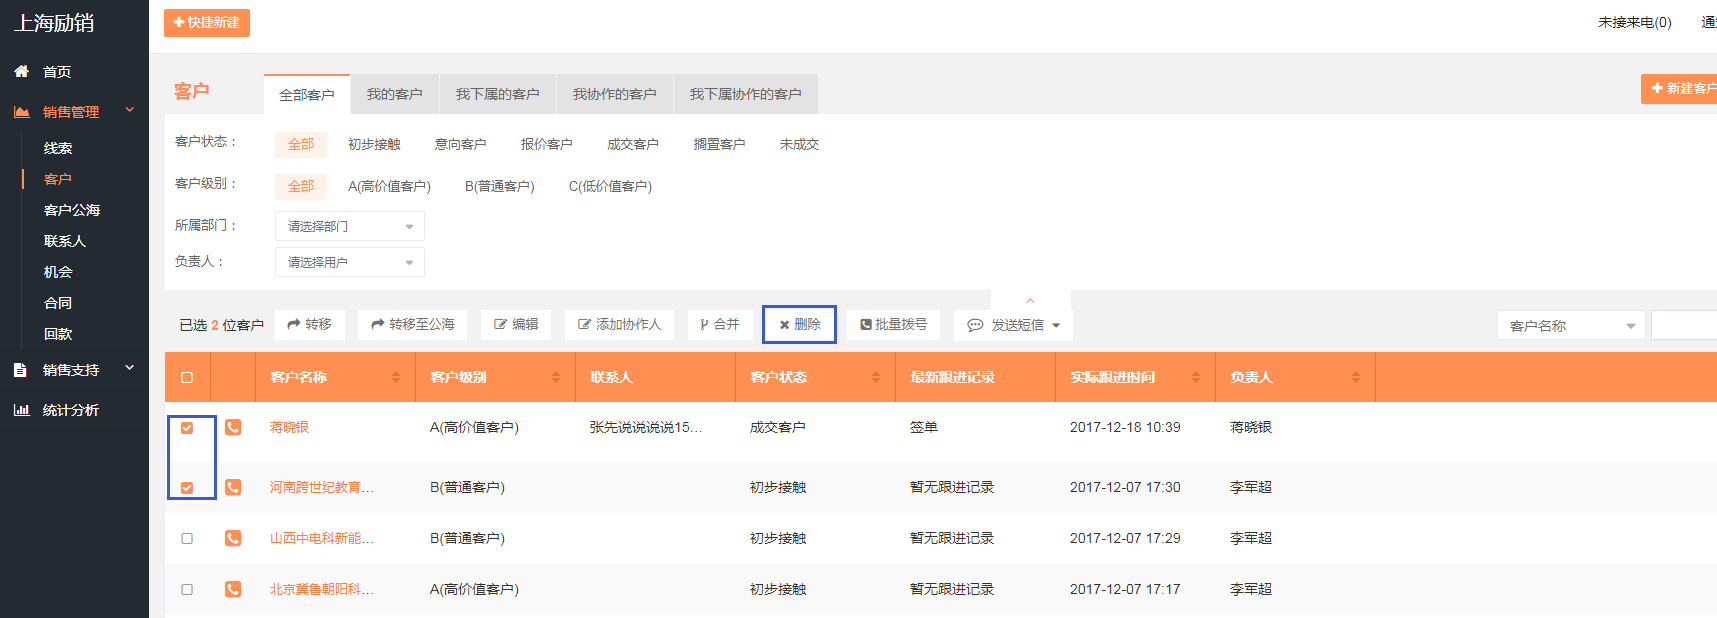 上海励销
快捷新建
未接来电(0)
首页
销售管理
线索
客户
客户公海
联系人
机会
合同
回款
销售支持
统计分析
客户
全部客户 我的客户 我下属的客户 我协作的客户 我下属协作的客户
新建客户
客户状态： 全部 初步接触 意向客户 报价客户 成交客户 搁置客户 未成交
客户级别： 全部 A(高价值客户) B(普通客户) C(低价值客户)
所属部门： 请选择部门
负责人： 请选择用户
已选 2 位客户 转移 转移至公海 编辑 添加协作人 合并 删除 批量拨号 发送短信 客户名称
客户名称 客户级别 联系人 客户状态 最新跟进记录 实际跟进时间 负责人
蒋晓银 A(高价值客户) 张先说说说说15... 成交客户 签单 2017-12-18 10:39 蒋晓银
河南跨世纪教育... B(普通客户) 初步接触 暂无跟进记录 2017-12-07 17:30 李军超
山西中电科新能... B(普通客户) 初步接触 暂无跟进记录 2017-12-07 17:29 李军超
北京冀鲁朝阳科... A(高价值客户) 初步接触 暂无跟进记录 2017-12-07 17:17 李军超